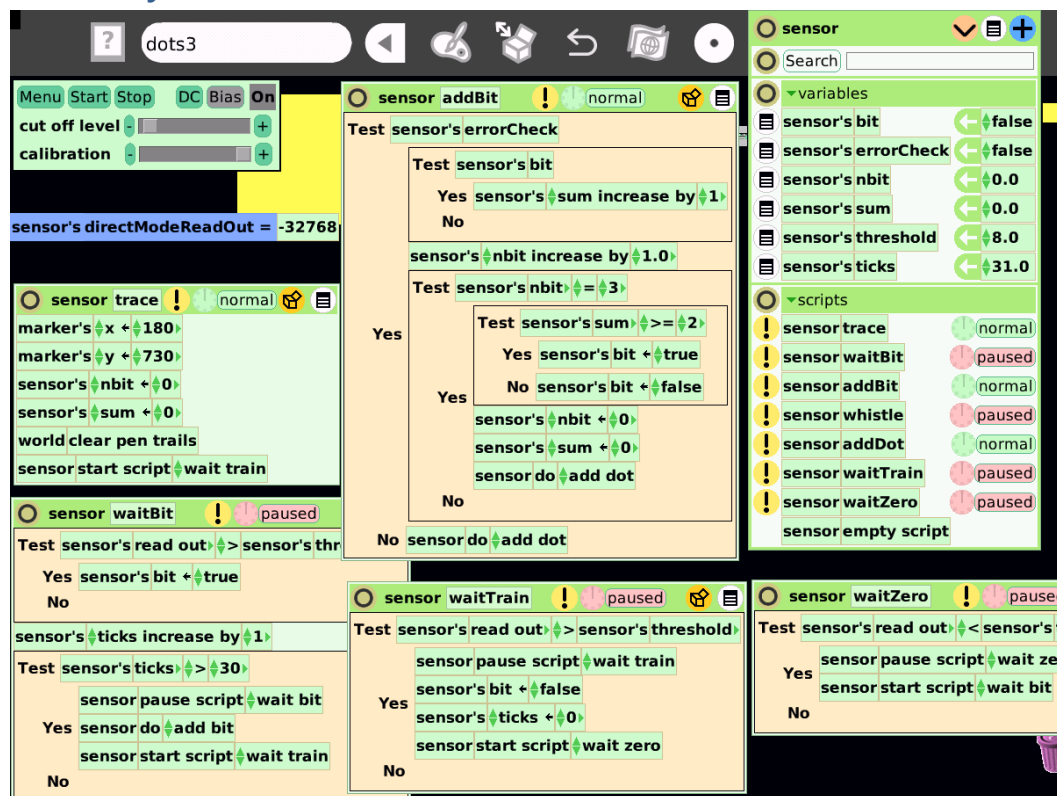 ?
dots3
Menu Start Stop DC Bias On
cut off level - +
calibration - +
sensor's directModeReadOut = -32768
sensor trace ! normal
marker's x ← 180
marker's y ← 730
sensor's nbit ← 0
sensor's sum ← 0
world clear pen trails
sensor start script wait train
sensor waitBit ! paused
Test sensor's read out > sensor's thr
Yes sensor's bit ← true
No
sensor's ticks increase by 1
Test sensor's ticks > 30
sensor pause script wait bit
Yes sensor do add bit
sensor start script wait train
No
sensor addBit ! normal
Test sensor's errorCheck
Test sensor's bit
Yes sensor's sum increase by 1
No
sensor's nbit increase by 1.0
Test sensor's nbit = 3
Yes
Test sensor's sum >= 2
Yes sensor's bit ← true
No sensor's bit ← false
Yes
sensor's nbit ← 0
sensor's sum ← 0
sensor do add dot
No
No sensor do add dot
sensor waitTrain ! paused
Test sensor's read out > sensor's threshold
sensor pause script wait train
sensor's bit ← false
Yes
sensor's ticks ← 0
sensor start script wait zero
No
sensor
Search
variables
sensor's bit ← false
sensor's errorCheck ← false
sensor's nbit ← 0.0
sensor's sum ← 0.0
sensor's threshold ← 8.0
sensor's ticks ← 31.0
scripts
! sensor trace normal
! sensor waitBit paused
! sensor addBit normal
! sensor whistle paused
! sensor addDot normal
! sensor waitTrain paused
! sensor waitZero paused
sensor empty script
sensor waitZero ! pause
Test sensor's read out < sensor's
sensor pause script wait ze
Yes
sensor start script wait bit
No